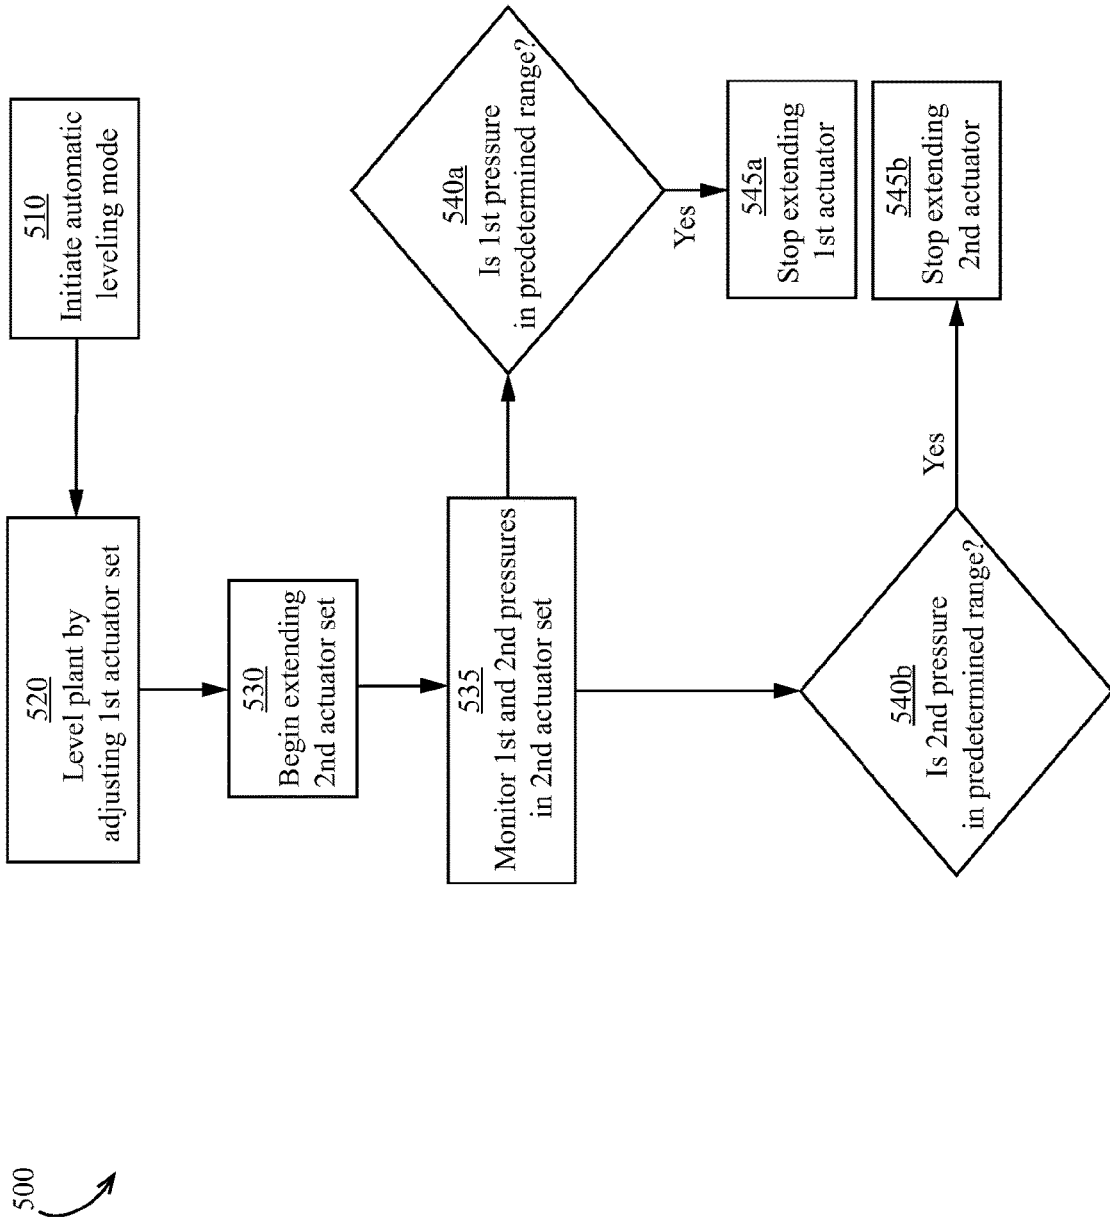 500
510
Initiate automatic
leveling mode
520
Level plant by
adjusting 1st actuator set
530
Begin extending
2nd actuator set
535
Monitor 1st and 2nd pressures
in 2nd actuator set
540a
Is 1st pressure
in predetermined range?
Yes
545a
Stop extending
1st actuator
540b
Is 2nd pressure
in predetermined range?
Yes
545b
Stop extending
2nd actuator